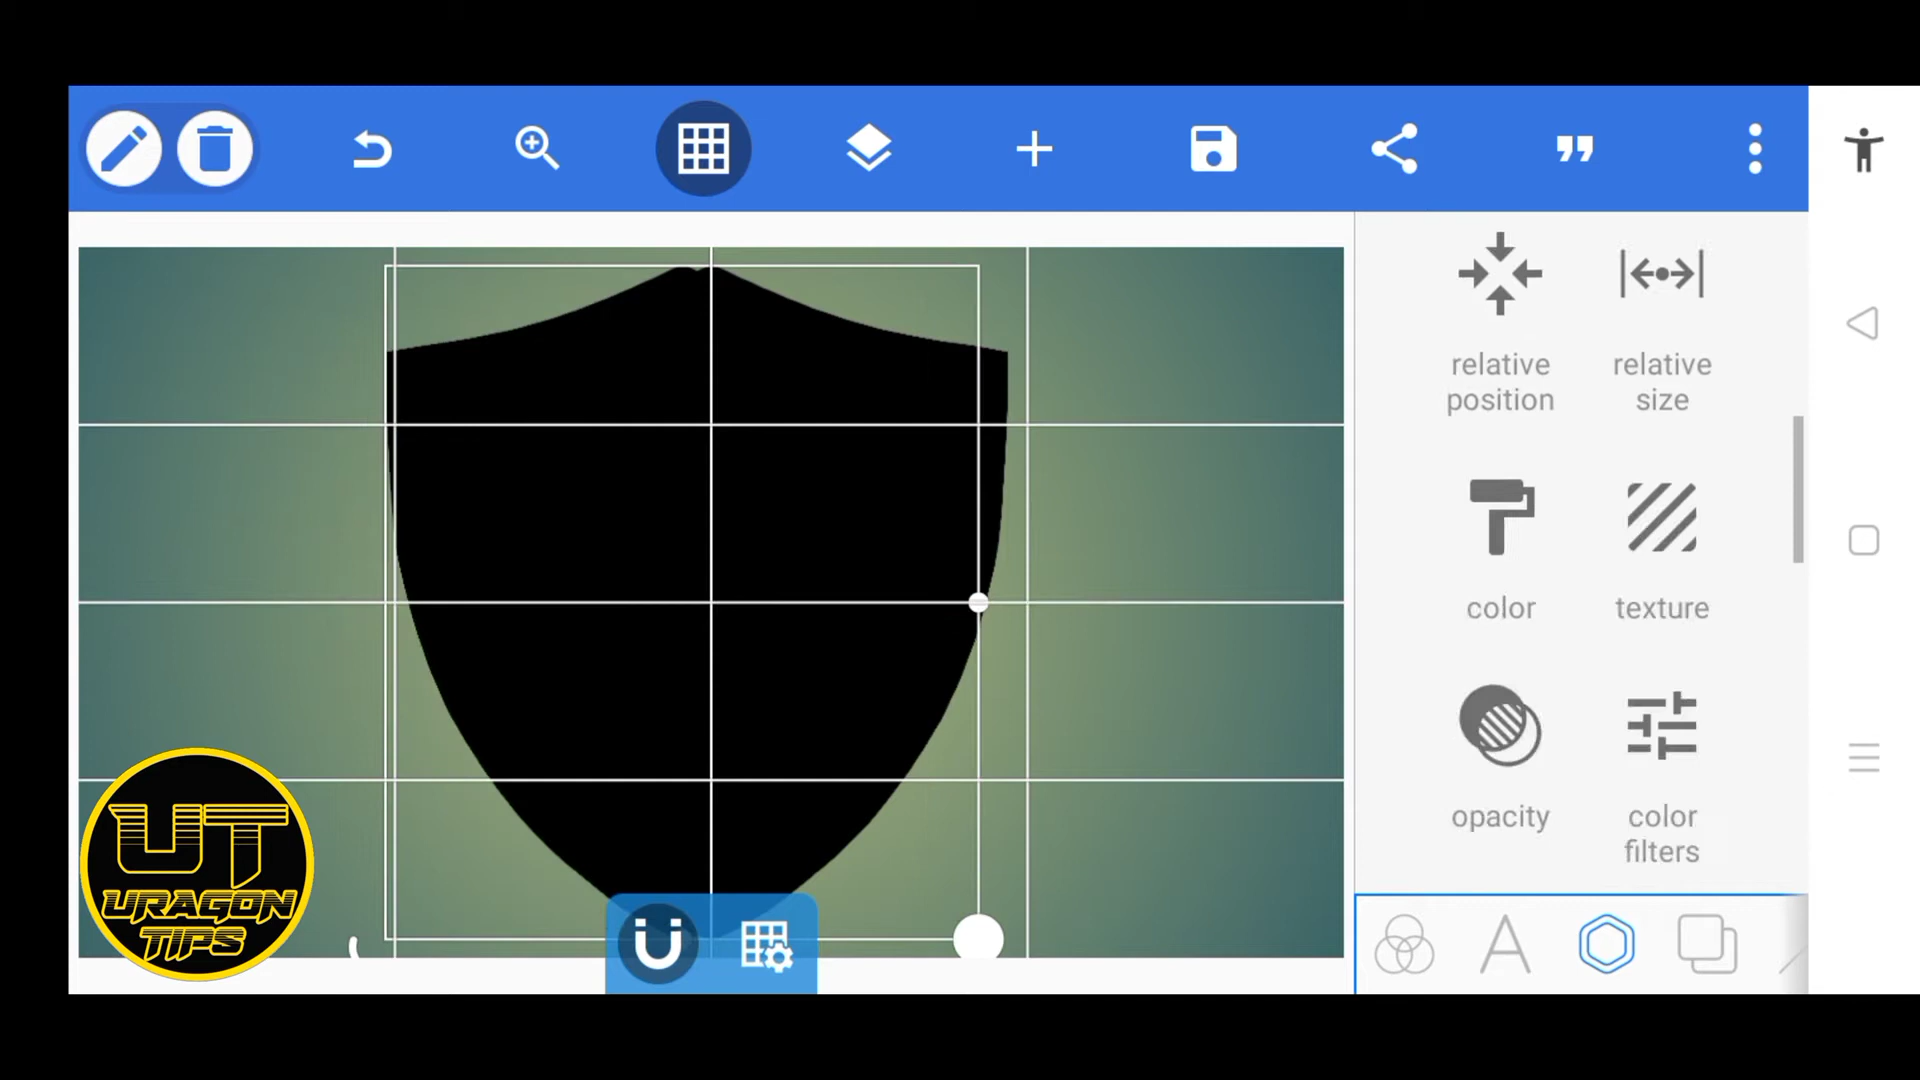 relative
position
relative
size
color
texture
opacity
color
filters
UT
URAGON
TIPS